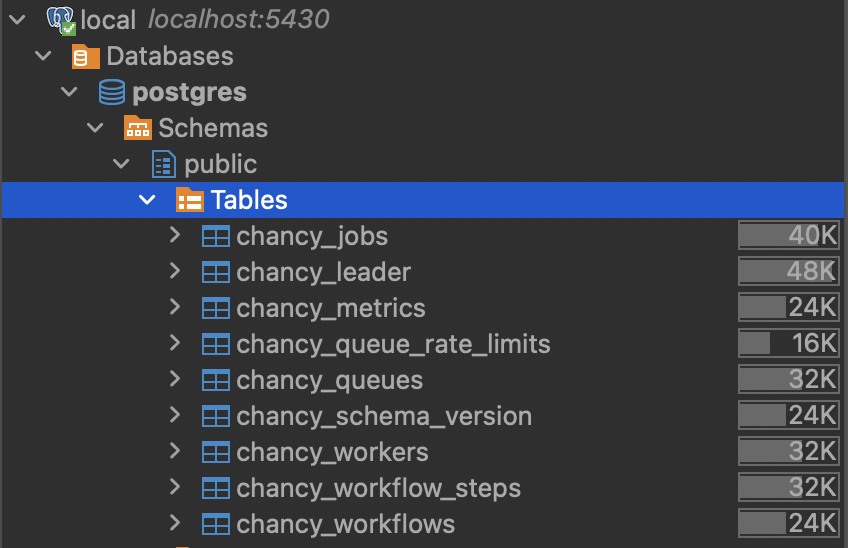 local localhost:5430
Databases
postgres
Schemas
public
Tables
chancy_jobs 40K
chancy_leader 48K
chancy_metrics 24K
chancy_queue_rate_limits 16K
chancy_queues 32K
chancy_schema_version 24K
chancy_workers 32K
chancy_workflow_steps 32K
chancy_workflows 24K